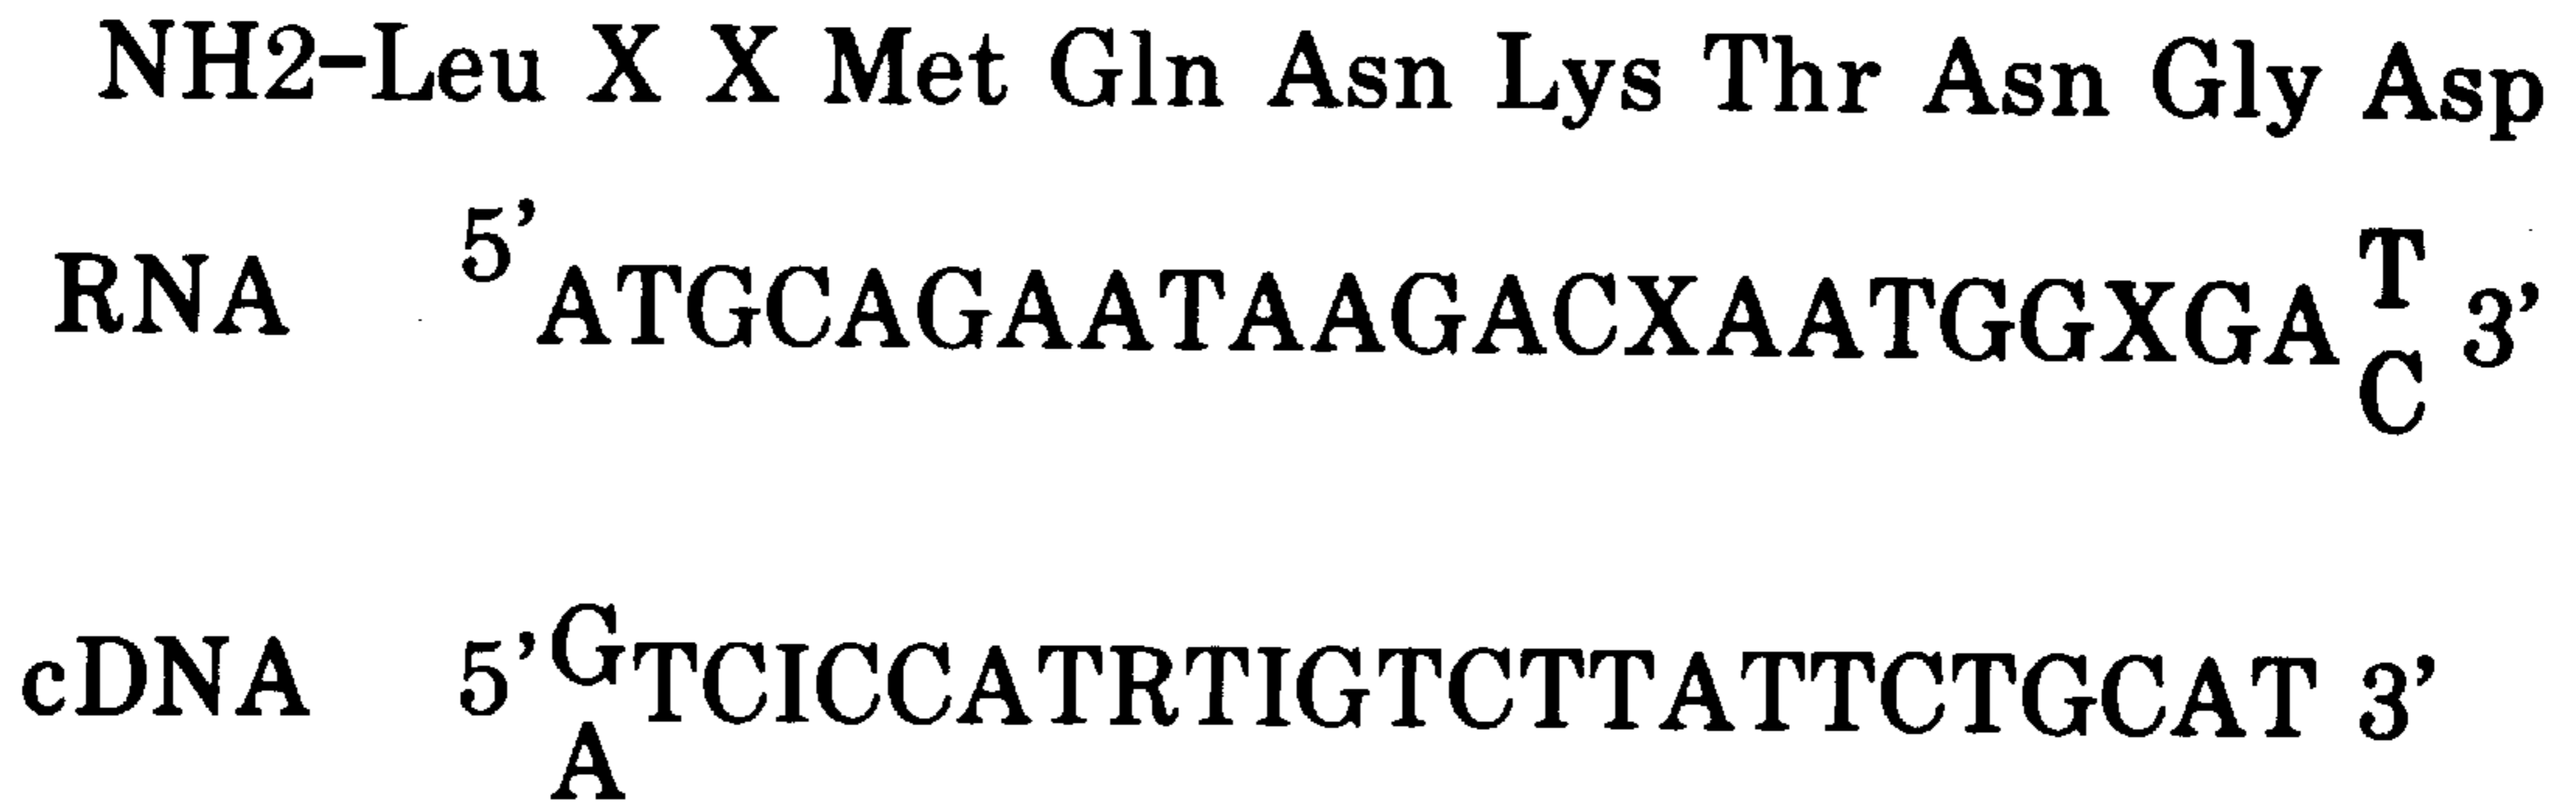 NH2-Leu X X Met Gln Asn Lys Thr Asn Gly Asp
RNA 5' ATGCAGAATAAGACXAATGGXGA T 3'
C
cDNA 5' G TCICCATRTIGTCTTATTCTGCAT 3'
A